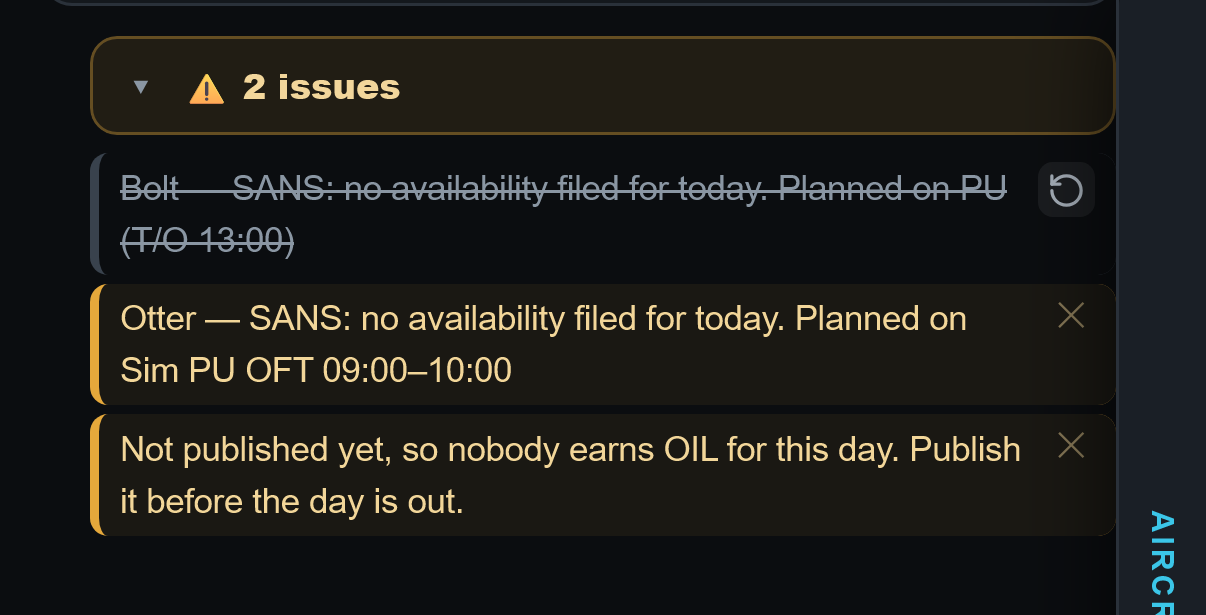 2 issues
Bolt — SANS: no availability filed for today. Planned on PU
(T/O 13:00)
Otter — SANS: no availability filed for today. Planned on
Sim PU OFT 09:00–10:00
Not published yet, so nobody earns OIL for this day. Publish
it before the day is out.